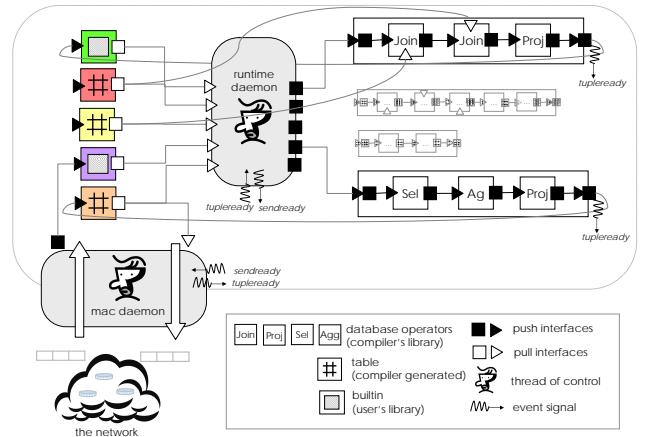 Join
Join
Proj
runtime
daemon
tupleready
...
...
...
...
...
...
...
Sel
Ag
Proj
tupleready
sendready
tupleready
sendready
tupleready
mac daemon
Join
Proj
Sel
Agg
database operators
(compiler's library)
push interfaces
pull interfaces
table
(compiler generated)
thread of control
builtin
(user's library)
event signal
the network